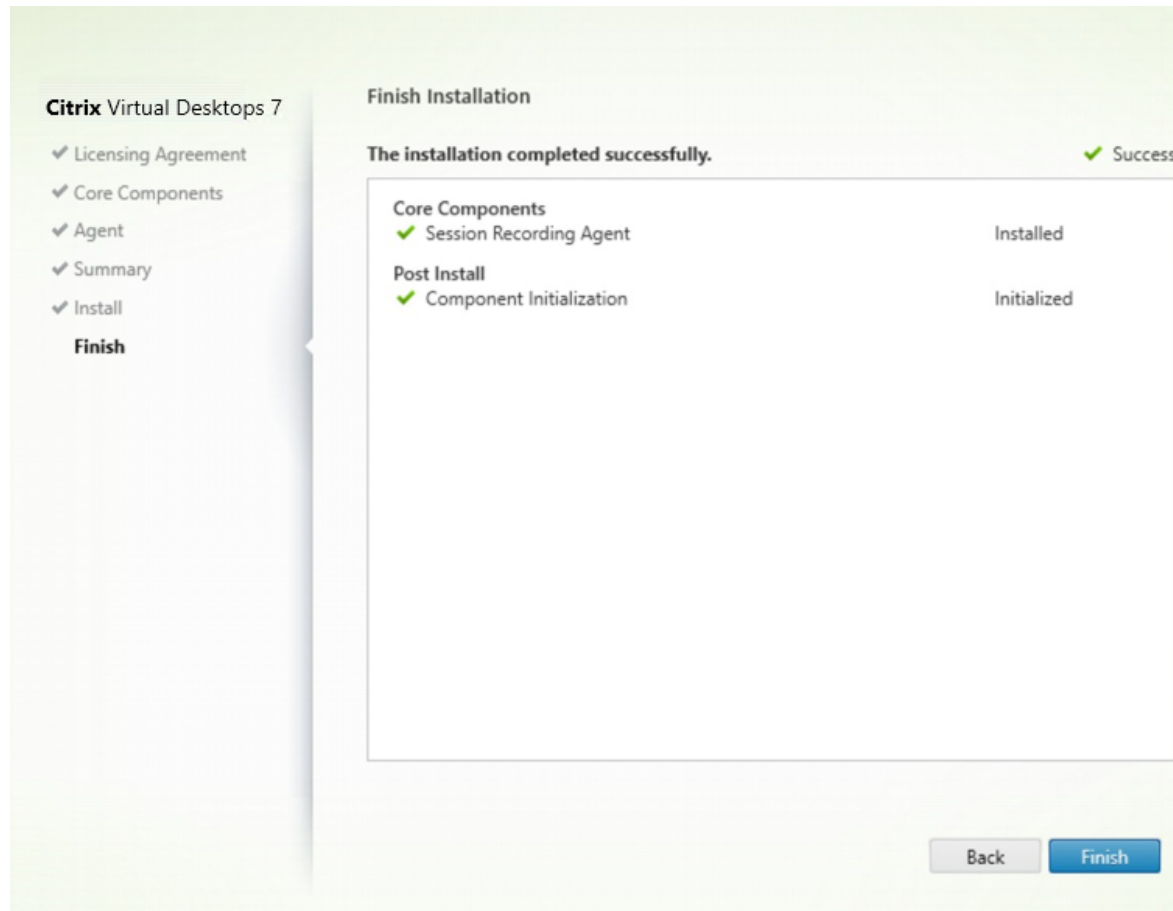 Citrix Virtual Desktops 7
Licensing Agreement
Core Components
Agent
Summary
Install
Finish
Finish Installation
The installation completed successfully.
Success
Core Components
Session Recording Agent Installed
Post Install
Component Initialization Initialized
Back
Finish